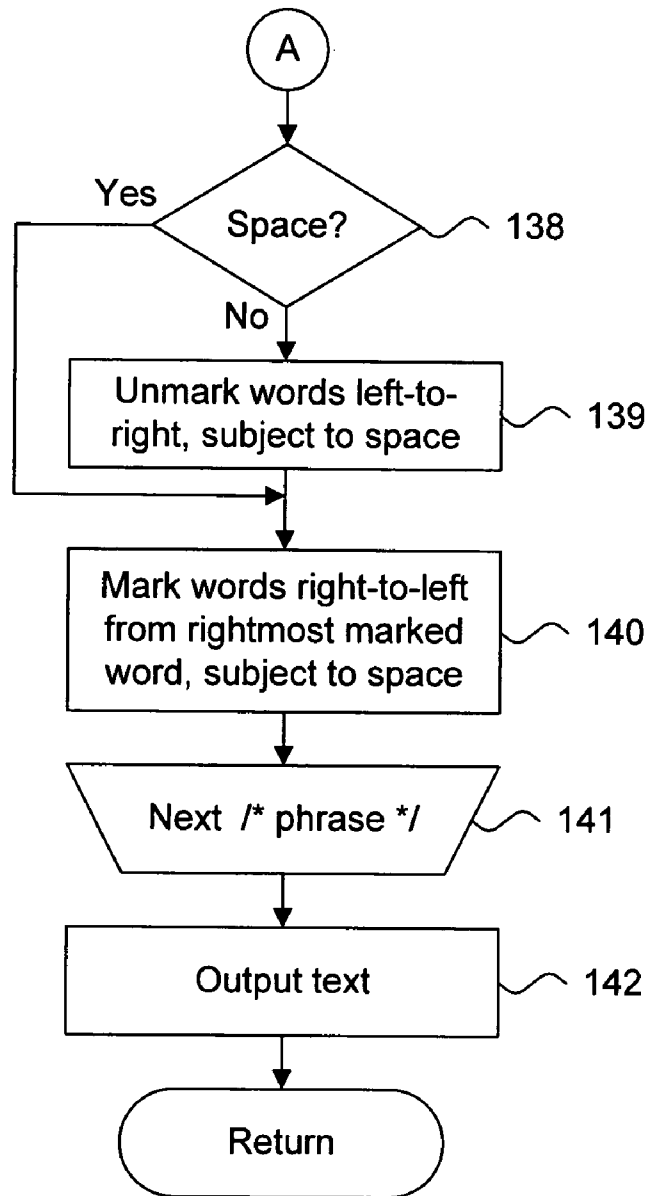 A
Yes
Space?
138
No
Unmark words left-to-
right, subject to space
139
Mark words right-to-left
from rightmost marked
word, subject to space
140
Next /* phrase */
141
Output text
142
Return